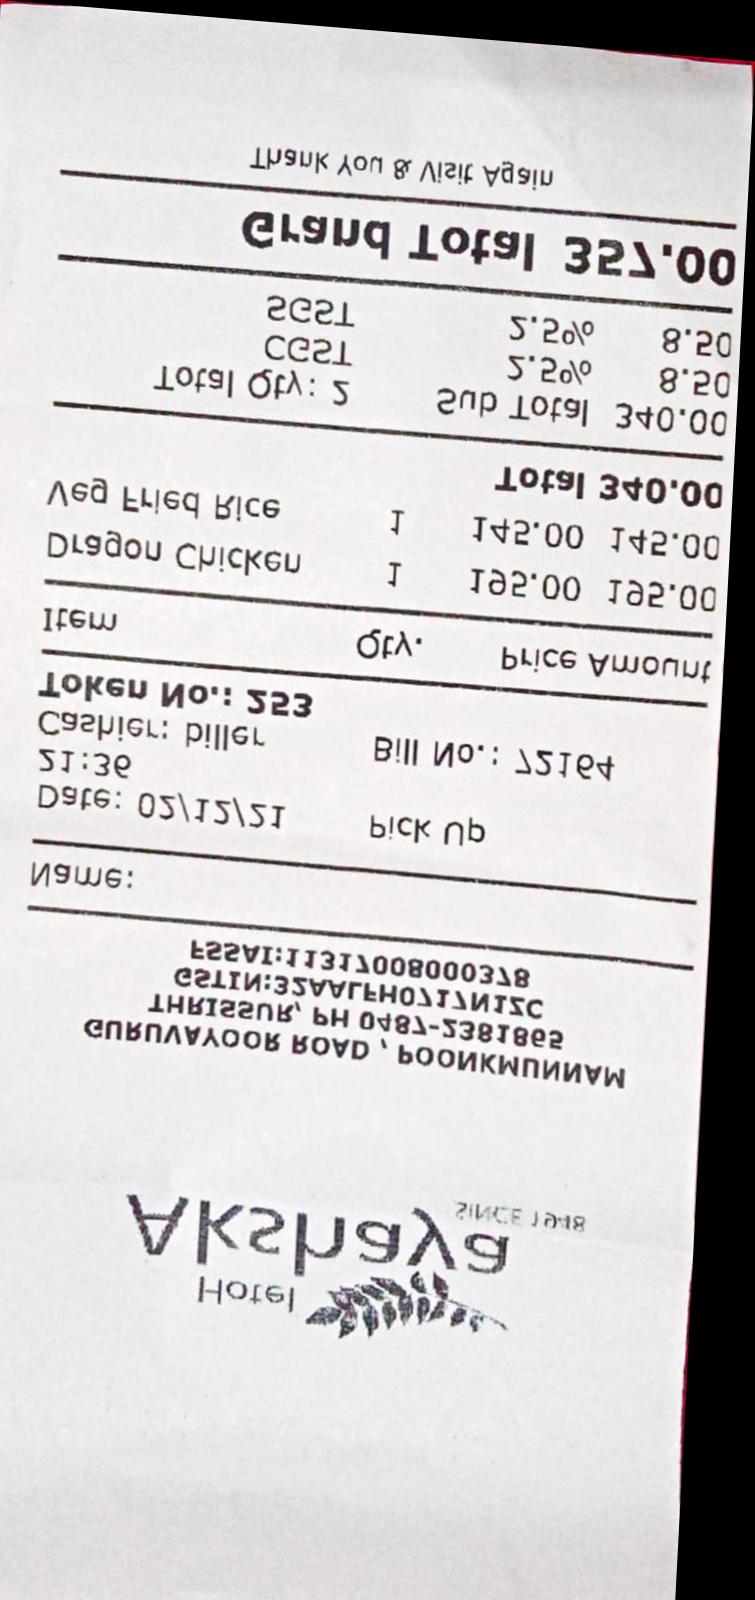 Hotel
Akshaya
SINCE 1948
GURUVAYOOR ROAD , POONKWUNNAM
THRISSUR, PH 0487-2381865
GSTIN:32AALFH0717N1ZC
FSSAI:11317008000378
Name:
Date: 02/12/21 Pick Up
21:36
Cashier: biller Bill No.: 72164
Token No.: 253
Item Qty. Price Amount
Dragon Chicken 1 195.00 195.00
Veg Fried Rice 1 145.00 145.00
Total 340.00
Total Qty: 2 Sub Total 340.00
CGST 2.5% 8.50
SGST 2.5% 8.50
Grand Total 357.00
Thank You & Visit Again